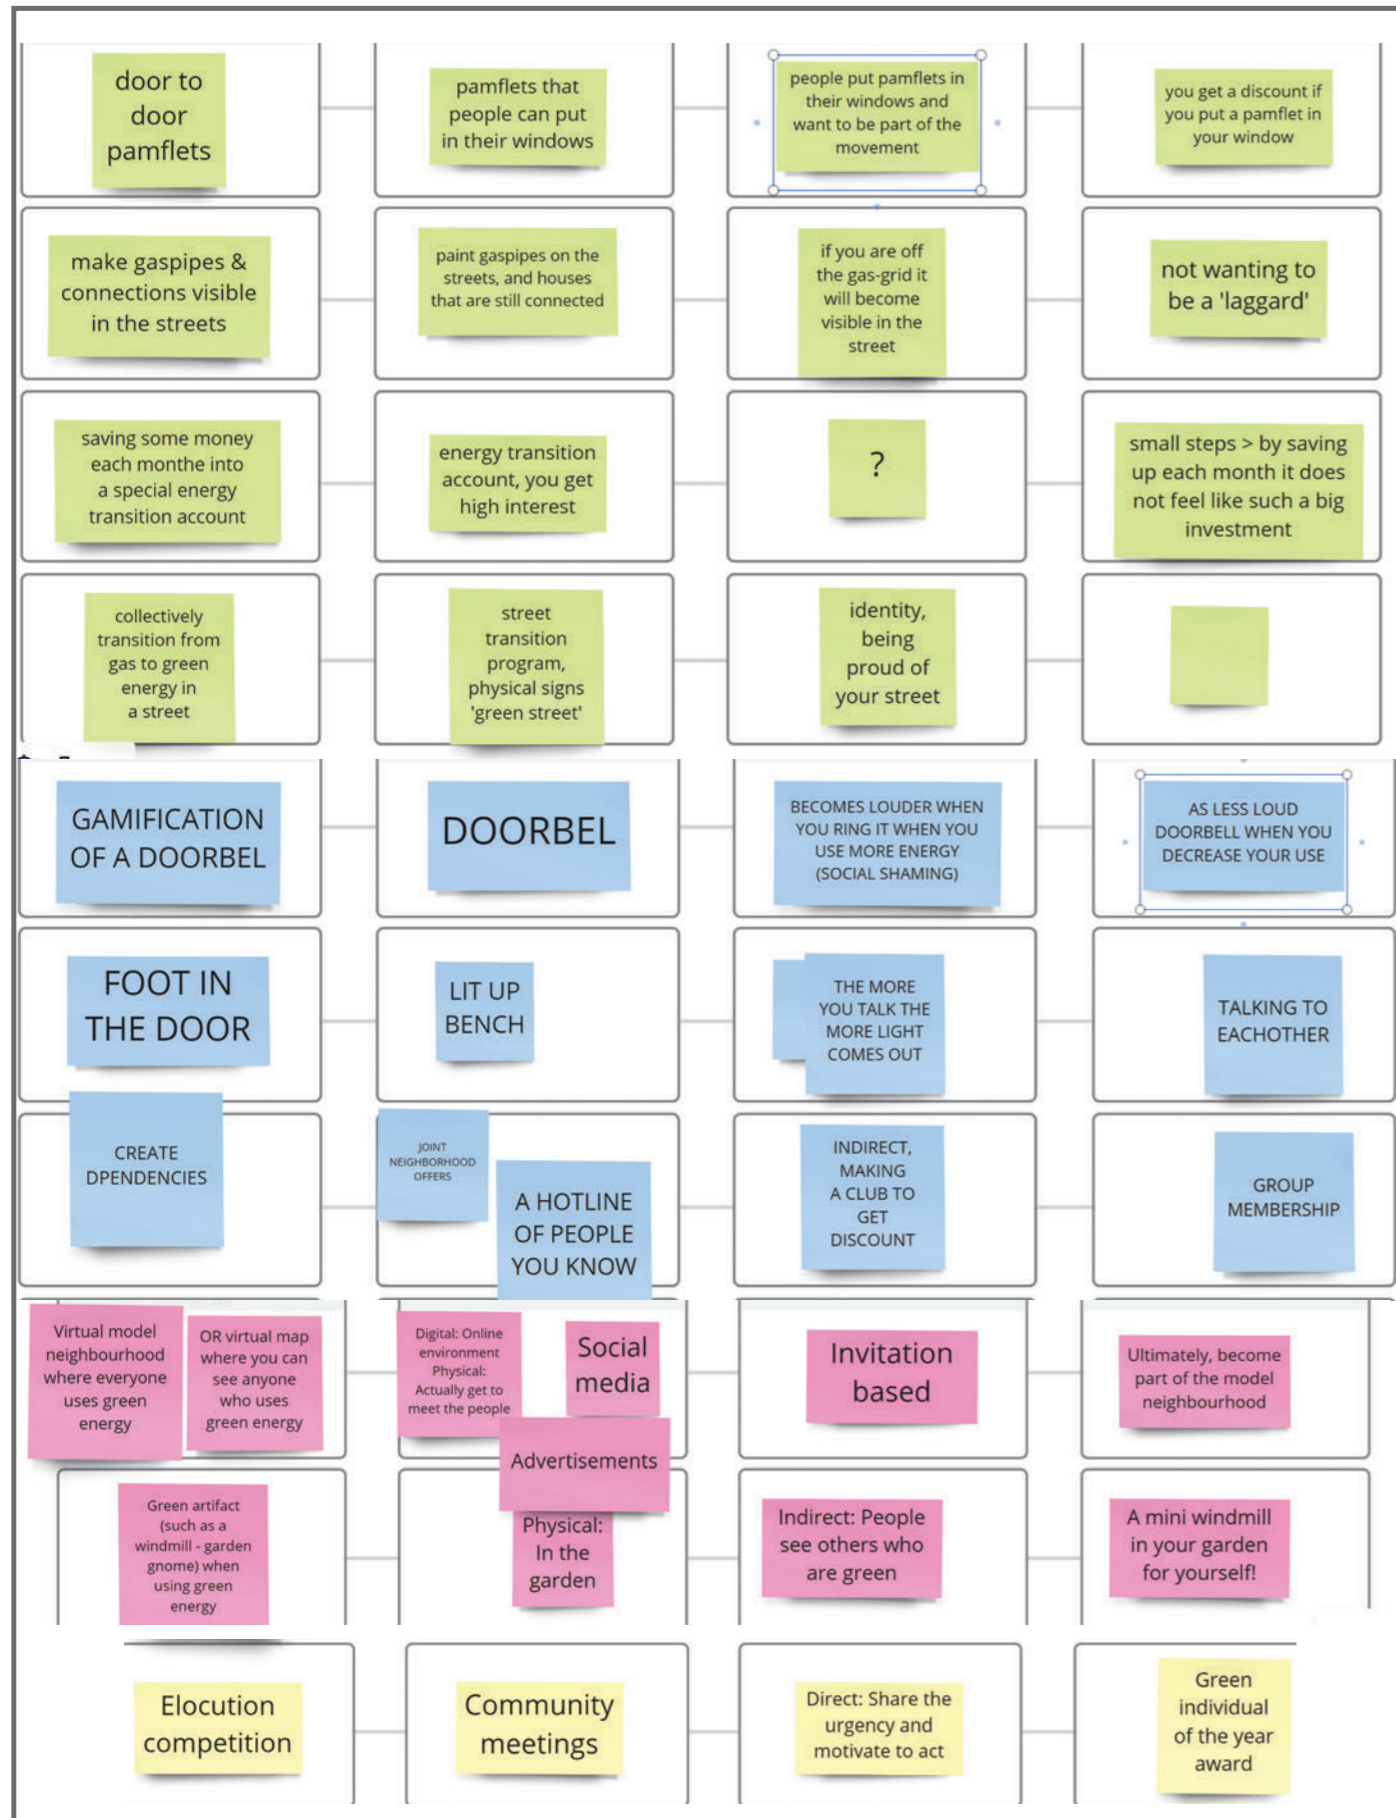 door to
door
pamflets
pamflets that
people can put
in their windows
people put pamflets in
their windows and
want to be part of the
movement
you get a discount if
you put a pamflet in
your window
make gaspipes &
connections visible
in the streets
paint gaspipes on the
streets, and houses
that are still connected
if you are off
the gas-grid it
will become
visible in the
street
not wanting to
be a 'laggard'
saving some money
each monthe into
a special energy
transition account
energy transition
account, you get
high interest
?
small steps > by saving
up each month it does
not feel like such a big
investment
collectively
transition from
gas to green
energy in
a street
street
transition
program,
physical signs
'green street'
identity,
being
proud of
your street
GAMIFICATION
OF A DOORBEL
DOORBEL
BECOMES LOUDER WHEN
YOU RING IT WHEN YOU
USE MORE ENERGY
(SOCIAL SHAMING)
AS LESS LOUD
DOORBELL WHEN YOU
DECREASE YOUR USE
FOOT IN
THE DOOR
LIT UP
BENCH
THE MORE
YOU TALK THE
MORE LIGHT
COMES OUT
TALKING TO
EACHOTHER
CREATE
DPENDENCIES
JOINT
NEIGHBORHOOD
OFFERS
A HOTLINE
OF PEOPLE
YOU KNOW
INDIRECT,
MAKING
A CLUB TO
GET
DISCOUNT
GROUP
MEMBERSHIP
Virtual model
neighbourhood
where everyone
uses green
energy
OR virtual map
where you can
see anyone
who uses
green energy
Digital: Online
environment
Physical:
Actually get to
meet the people
Social
media
Advertisements
Invitation
based
Ultimately, become
part of the model
neighbourhood
Green artifact
(such as a
windmill - garden
gnome) when
using green
energy
Physical:
In the
garden
Indirect: People
see others who
are green
A mini windmill
in your garden
for yourself!
Elocution
competition
Community
meetings
Direct: Share the
urgency and
motivate to act
Green
individual
of the year
award